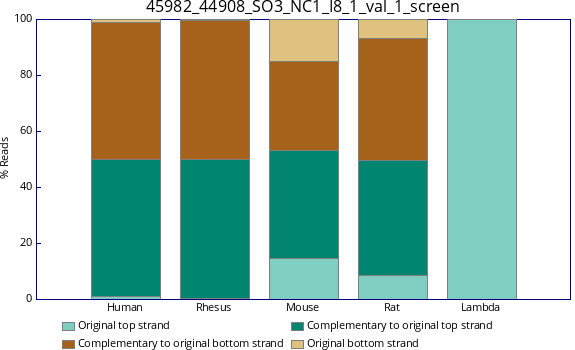 45982_44908_SO3_NC1_I8_1_val_1_screen
100
80
60
40
20
0
% Reads
Human Rhesus Mouse Rat Lambda
Original top strand Complementary to original top strand
Complementary to original bottom strand Original bottom strand